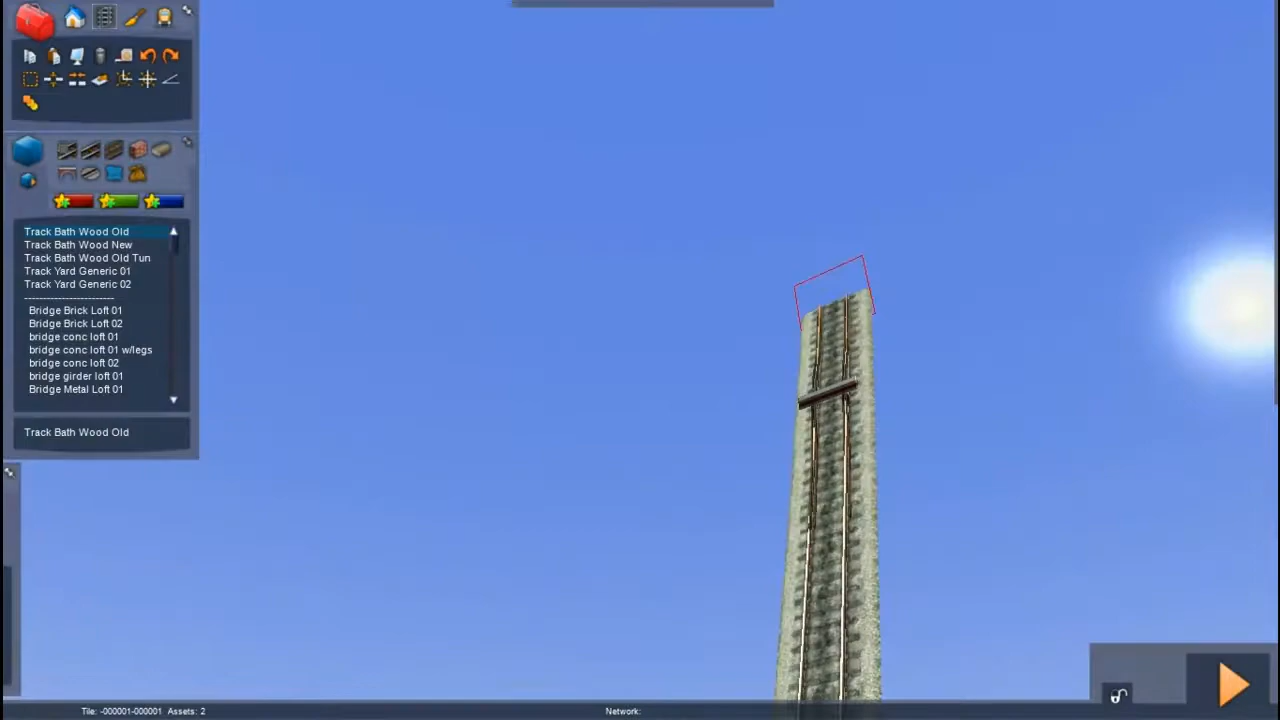 Track Bath Wood Old
Track Bath Wood New
Track Bath Wood Old Tun
Track Yard Generic 01
Track Yard Generic 02
------------------------
Bridge Brick Loft 01
Bridge Brick Loft 02
bridge conc loft 01
bridge conc loft 01 w/legs
bridge conc loft 02
bridge girder loft 01
Bridge Metal Loft 01
Track Bath Wood Old
Tile: -000001-000001 Assets: 2
Network: